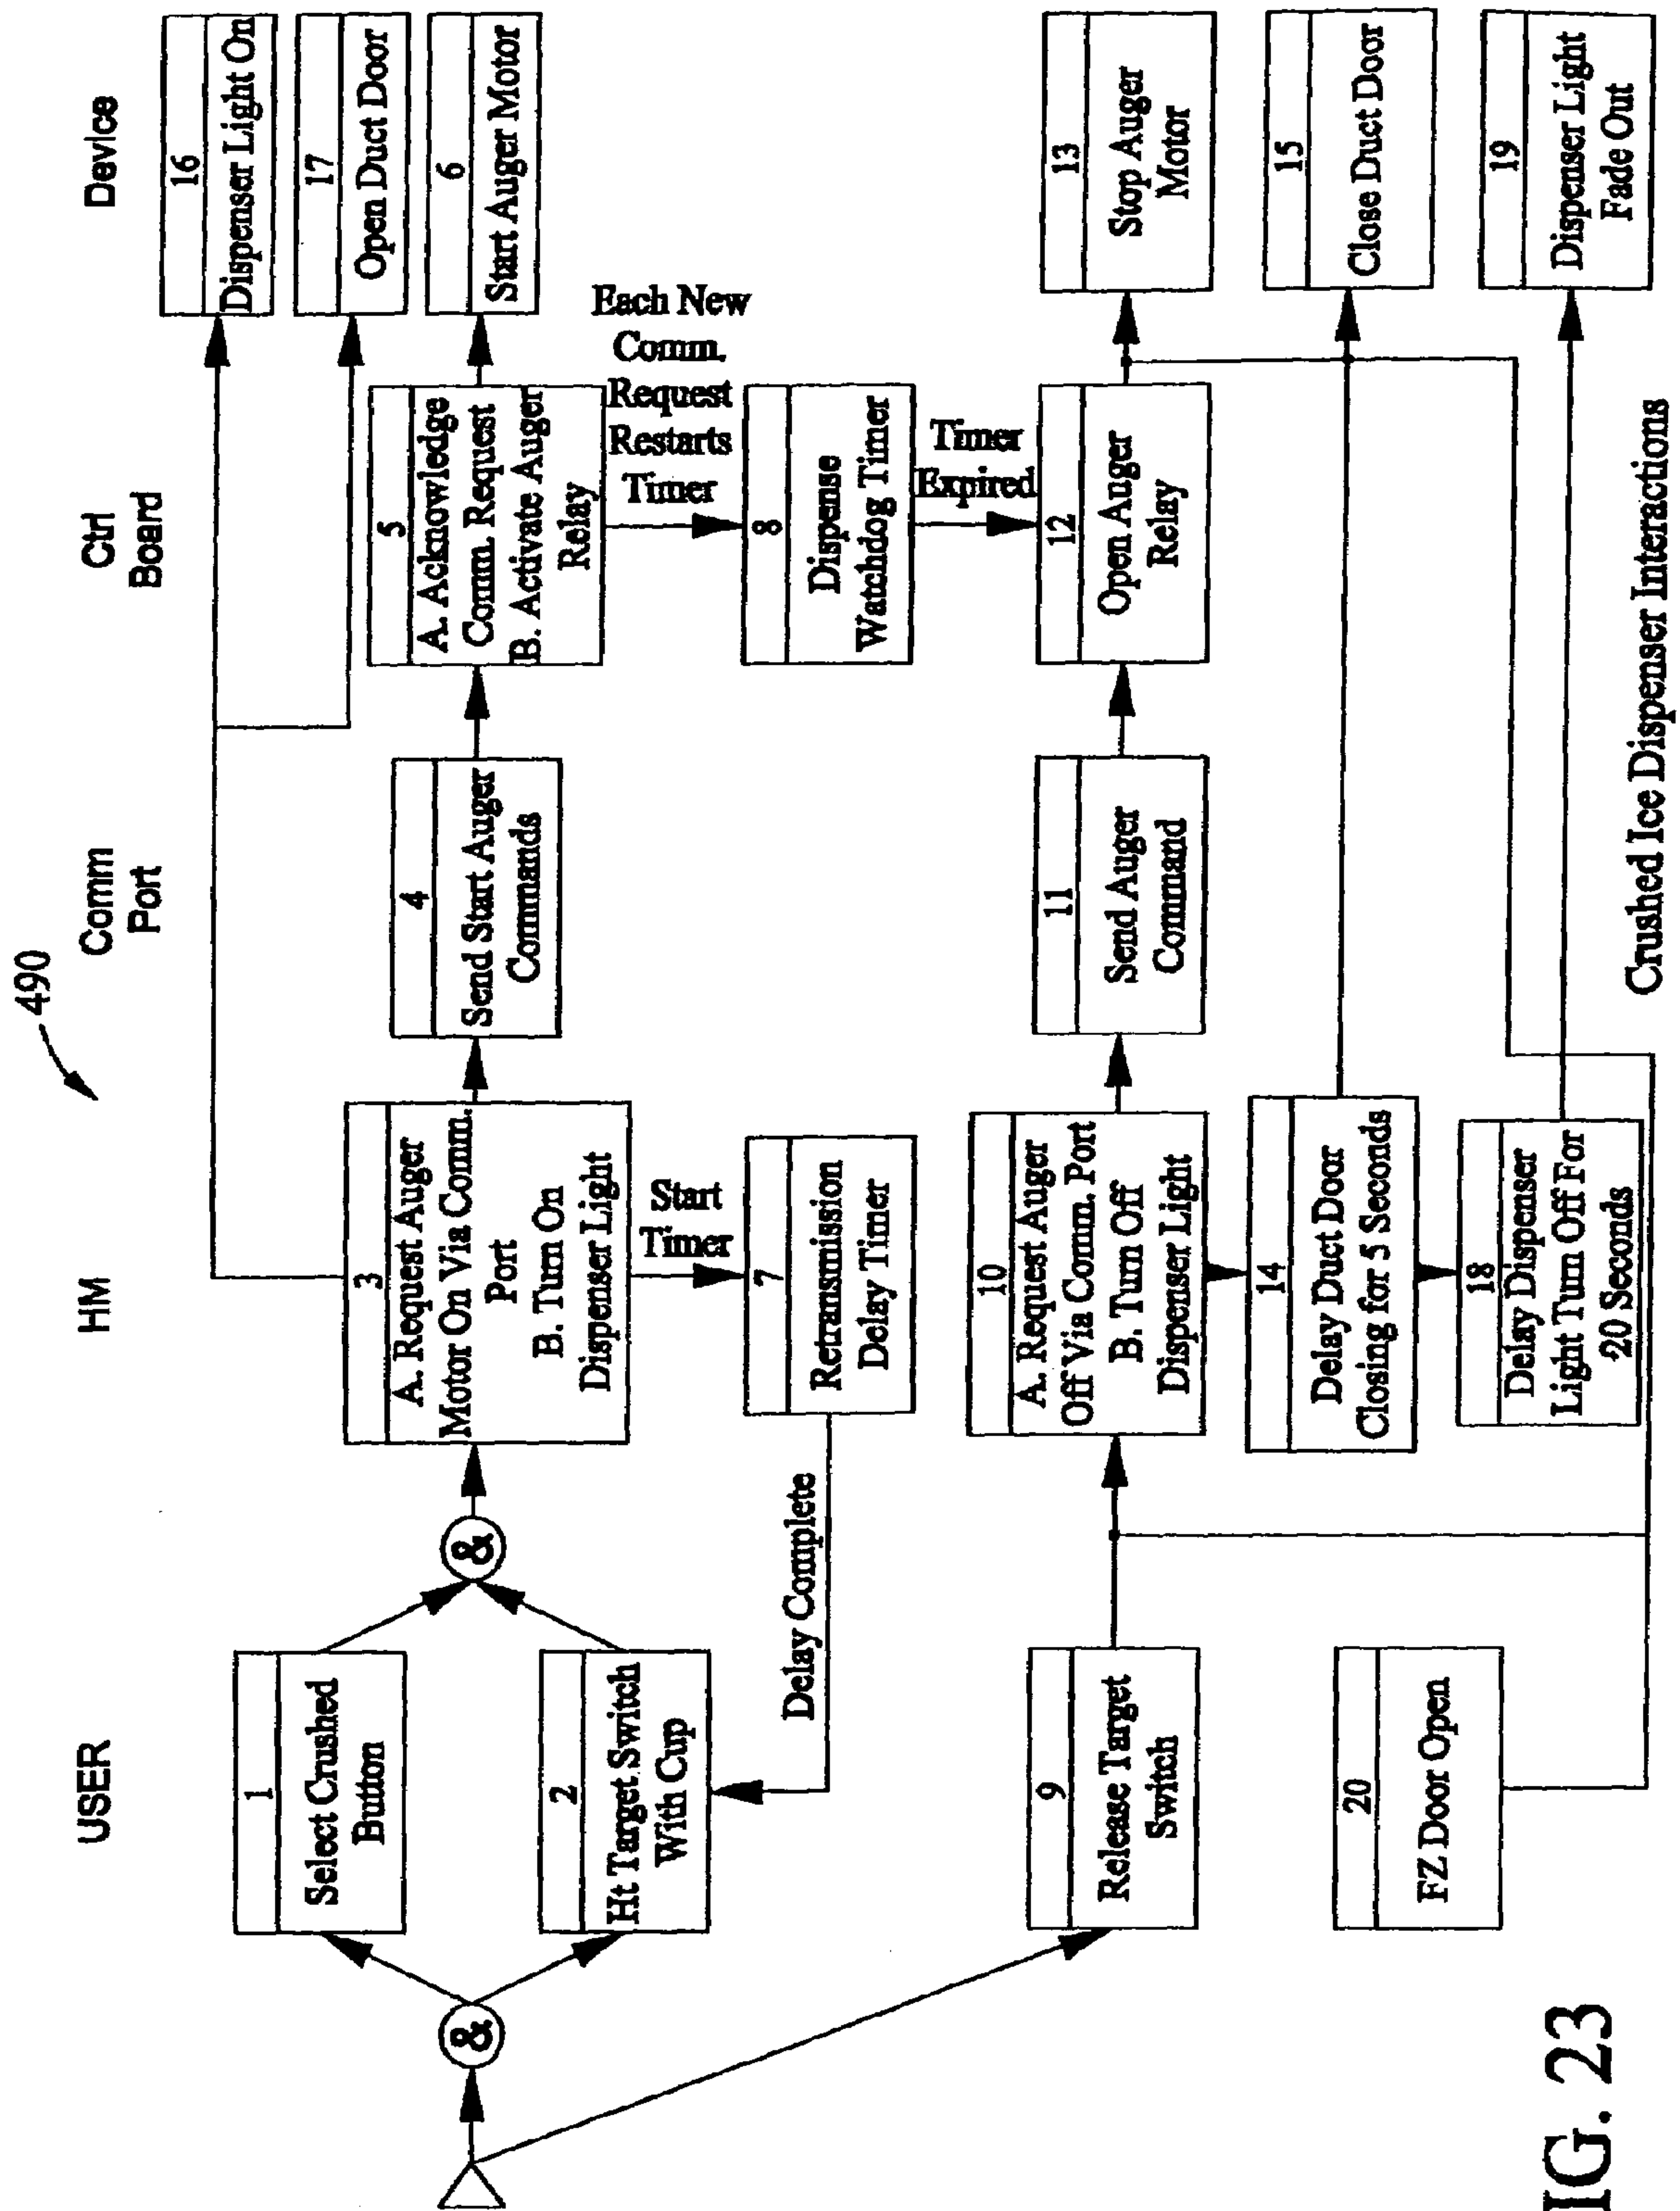 490
USER
HM
Comm
Port
Ctrl
Board
Device
1
Select Crushed
Button
2
Ht Target Switch
With Cup
&
&
3
A. Request Auger
Motor On Via Comm.
Port
B. Turn On
Dispenser Light
4
Send Start Auger
Commands
5
A. Acknowledge
Comm. Request
B. Activate Auger
Relay
16
Dispenser Light On
17
Open Duct Door
6
Start Auger Motor
Start
Timer
7
Retransmission
Delay Timer
Delay Complete
Each New
Comm.
Request
Restarts
Timer
8
Dispense
Watchdog Timer
Timer
Expired
9
Release Target
Switch
10
A. Request Auger
Off Via Comm. Port
B. Turn Off
Dispenser Light
11
Send Auger
Command
12
Open Auger
Relay
13
Stop Auger
Motor
14
Delay Duct Door
Closing for 5 Seconds
15
Close Duct Door
20
FZ Door Open
18
Delay Dispenser
Light Turn Off For
20 Seconds
19
Dispenser Light
Fade Out
Crushed Ice Dispenser Interactions
IG. 23